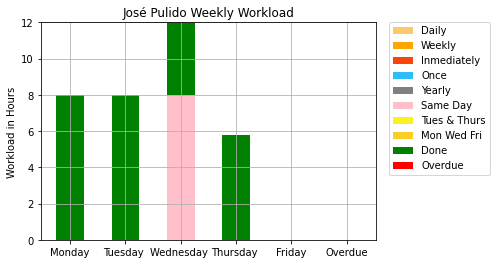 José Pulido Weekly Workload
Workload in Hours
12
10
8
6
4
2
0
Monday
Tuesday
Wednesday
Thursday
Friday
Overdue
Daily
Weekly
Inmediately
Once
Yearly
Same Day
Tues & Thurs
Mon Wed Fri
Done
Overdue